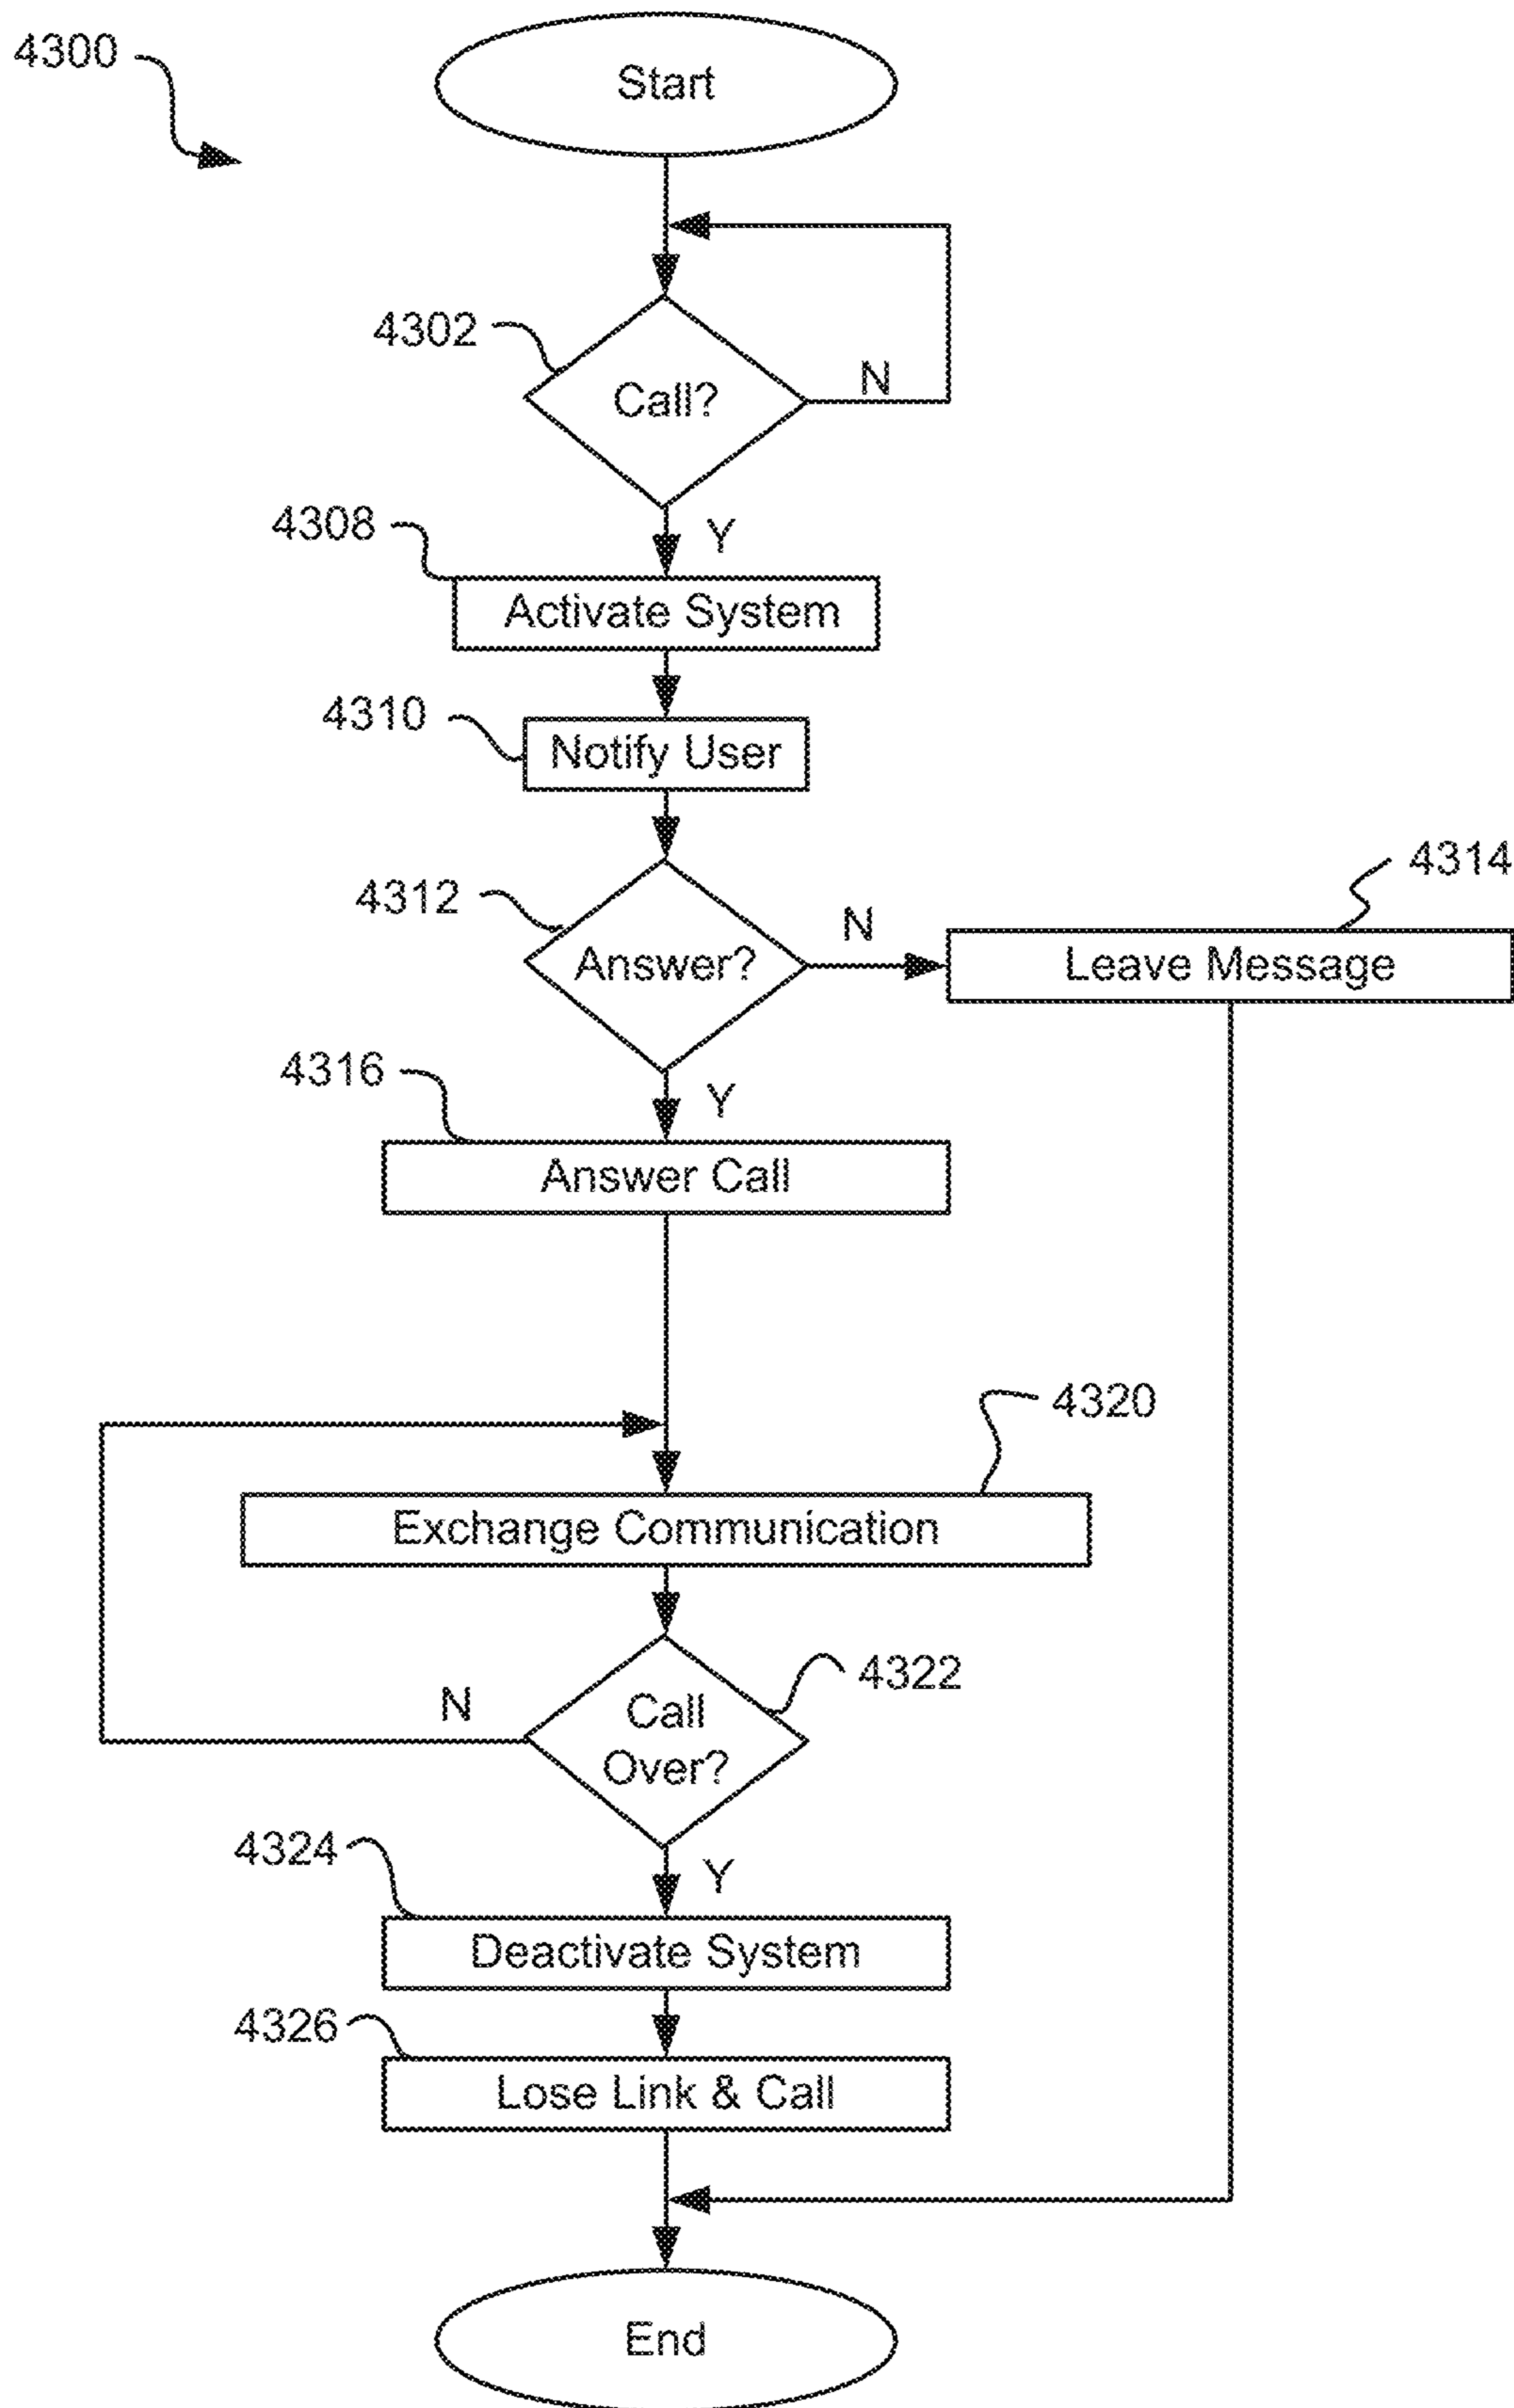 4300
Start
4302
Call?
N
4308
Y
Activate System
4310
Notify User
4312
Answer?
N
4314
Leave Message
4316
Y
Answer Call
4320
Exchange Communication
4322
N
Call
Over?
4324
Y
Deactivate System
4326
Lose Link & Call
End